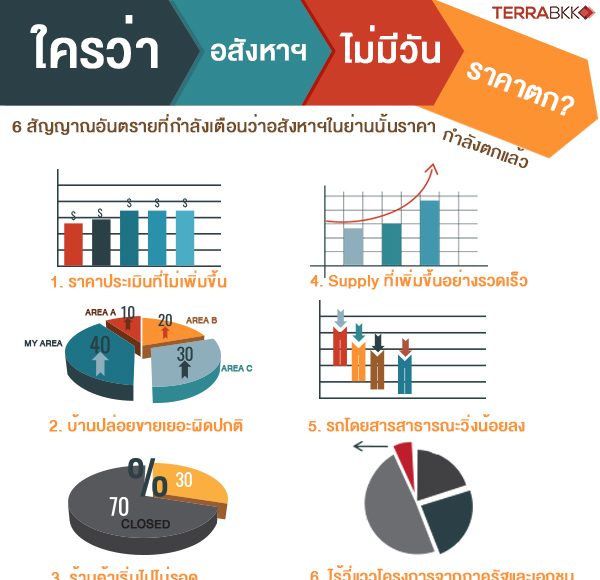 TERRABKK
ใครว่า อสังหาฯ ไม่มีวัน ราคาตก?
6 สัญญาณอันตรายที่กำลังเตือนว่าอสังหาฯในย่านนั้นราคา กำลังตกแล้ว
$ $ $ $ $
1. ราคาประเมินที่ไม่เพิ่มขึ้น
4. Supply ที่เพิ่มขึ้นอย่างรวดเร็ว
AREA A 10
20 AREA B
MY AREA 40
30 AREA C
2. บ้านปล่อยขายเยอะผิดปกติ
5. รถโดยสารสาธารณะวิ่งน้อยลง
% 30
70
CLOSED
3. ร้านค้าเริ่มไปไม่รอด
6. ไร้วี่แววโครงการจากภาครัฐและเอกชน